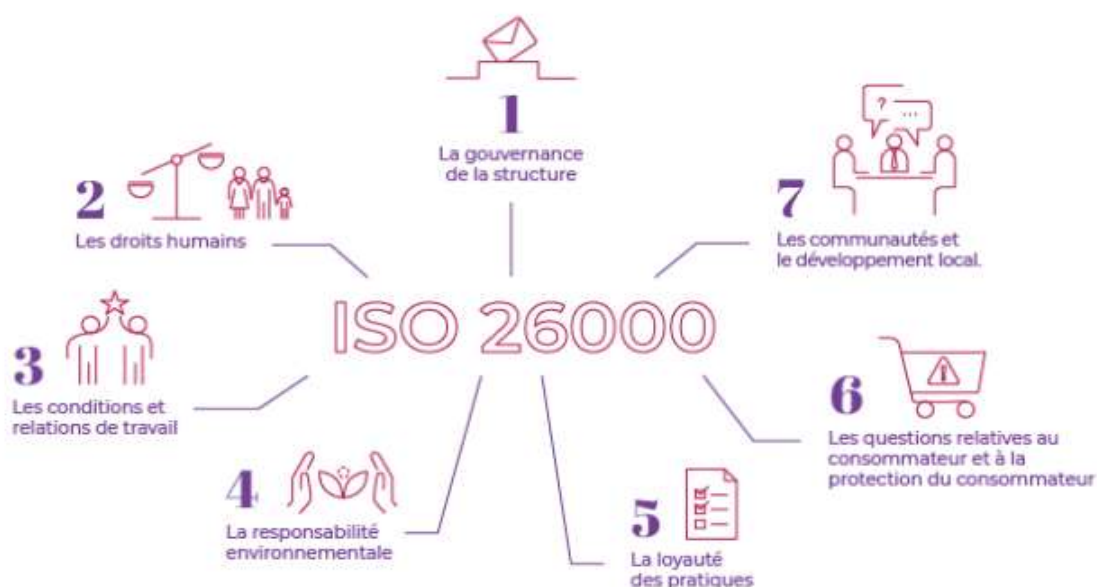 1
La gouvernance
de la structure
2
Les droits humains
3
Les conditions et
relations de travail
4
La responsabilité
environnementale
5
La loyauté
des pratiques
6
Les questions relatives au
consommateur et à la
protection du consommateur
7
Les communautés et
le développement local.
? ...
ISO 26000